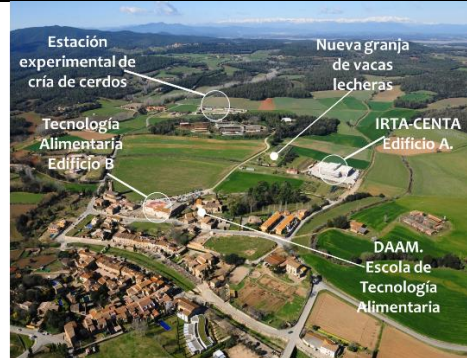 Estación
experimental de
cría de cerdos
Nueva granja
de vacas
lecheras
Tecnología
Alimentaria
Edificio B
IRTA-CENTA
Edificio A.
DAAM.
Escola de
Tecnología
Alimentaria